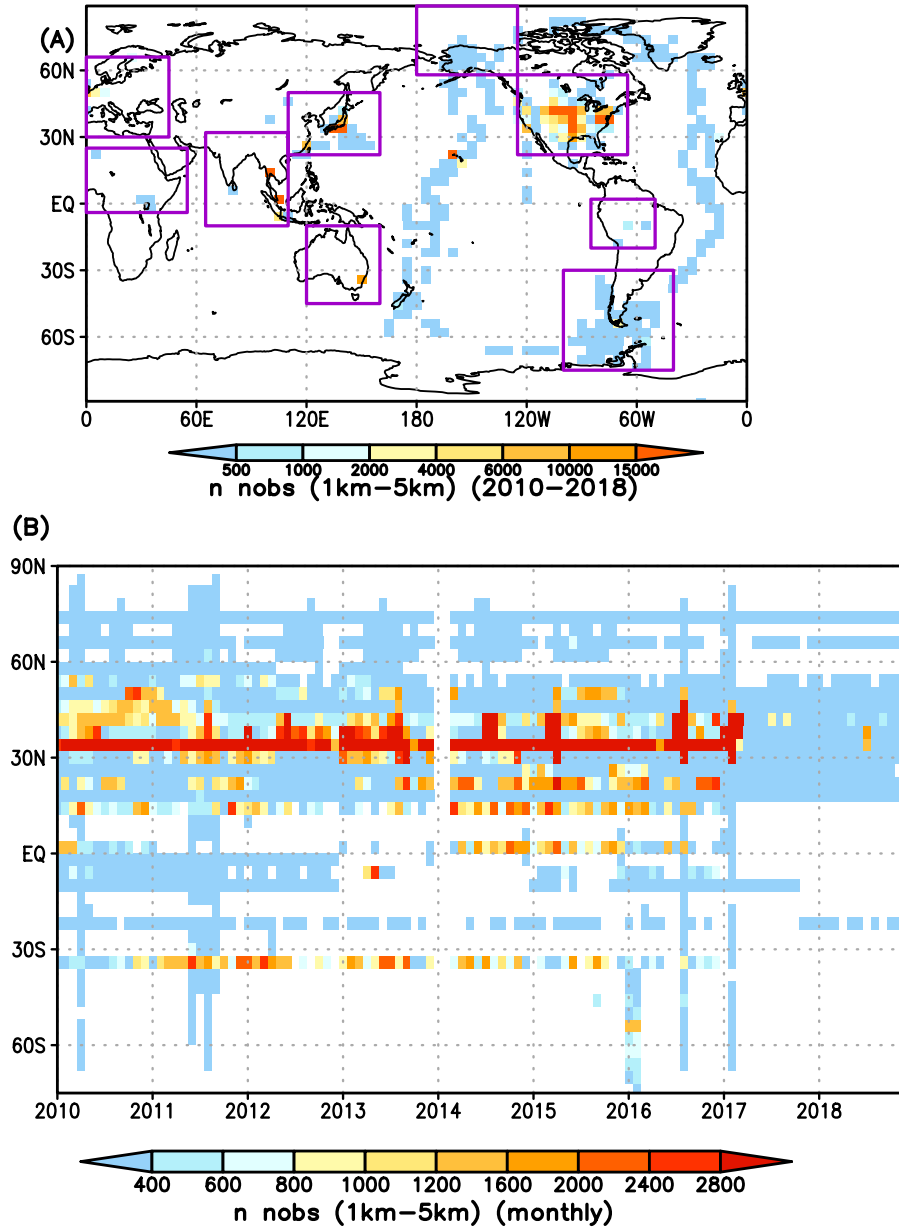 (A)
60N
30N
EQ
30S
60S
0 60E 120E 180 120W 60W 0
500 1000 2000 4000 6000 10000 15000
n nobs (1km-5km) (2010-2018)
(B)
90N
60N
30N
EQ
30S
60S
2010 2011 2012 2013 2014 2015 2016 2017 2018
400 600 800 1000 1200 1600 2000 2400 2800
n nobs (1km-5km) (monthly)